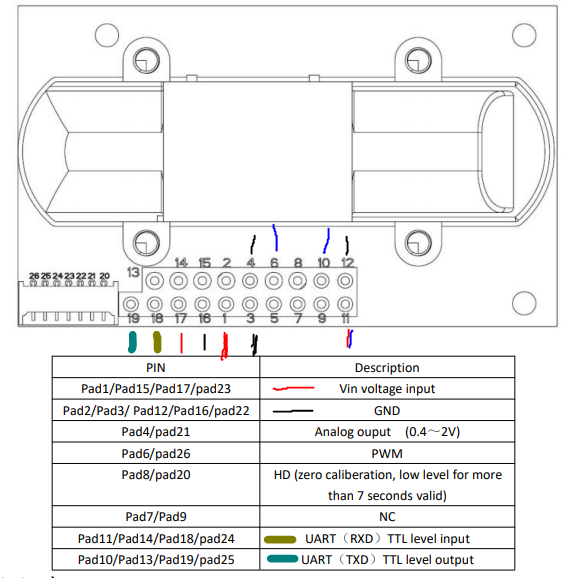 14 15 2 4 6 8 10 12
26 25 24 23 22 21 20 13
19 18 17 16 1 3 5 7 9 11
PIN Description
Pad1/Pad15/Pad17/pad23 Vin voltage input
Pad2/Pad3/ Pad12/Pad16/pad22 GND
Pad4/pad21 Analog ouput (0.4～2V)
Pad6/pad26 PWM
Pad8/pad20 HD (zero caliberation, low level for more
than 7 seconds valid)
Pad7/Pad9 NC
Pad11/Pad14/Pad18/pad24 UART（RXD）TTL level input
Pad10/Pad13/Pad19/pad25 UART（TXD）TTL level output